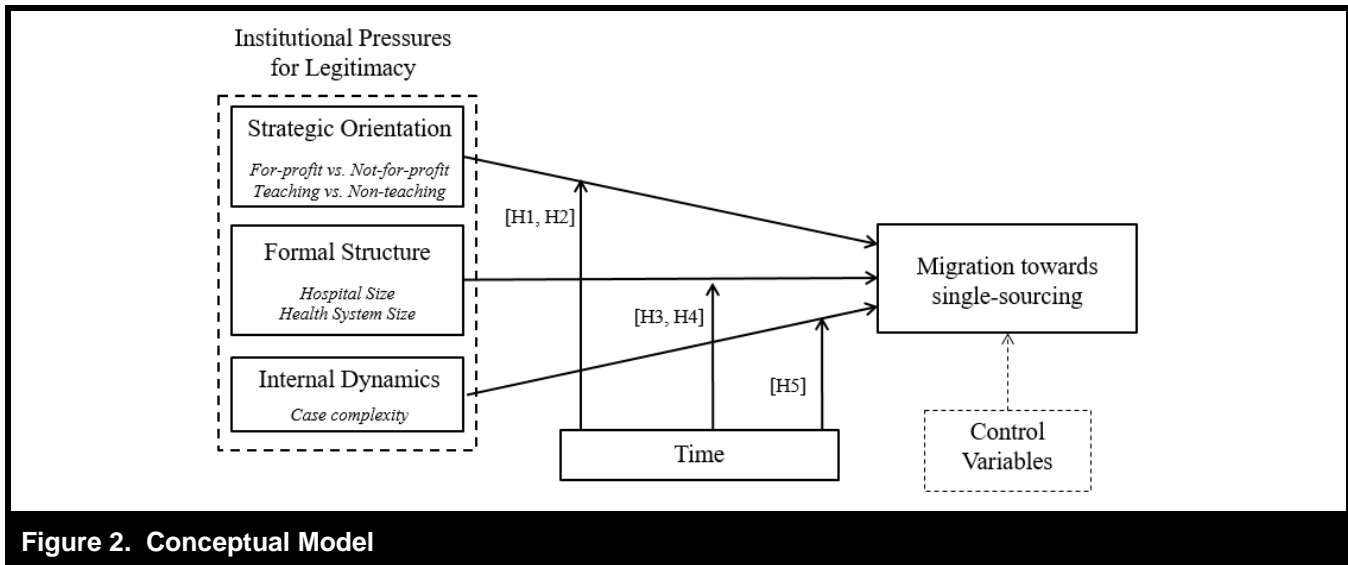 Institutional Pressures
for Legitimacy
Strategic Orientation
For-profit vs. Not-for-profit
Teaching vs. Non-teaching
[H1, H2]
Formal Structure
Hospital Size
Health System Size
[H3, H4]
Migration towards
single-sourcing
Internal Dynamics
Case complexity
[H5]
Time
Control
Variables
Figure 2. Conceptual Model